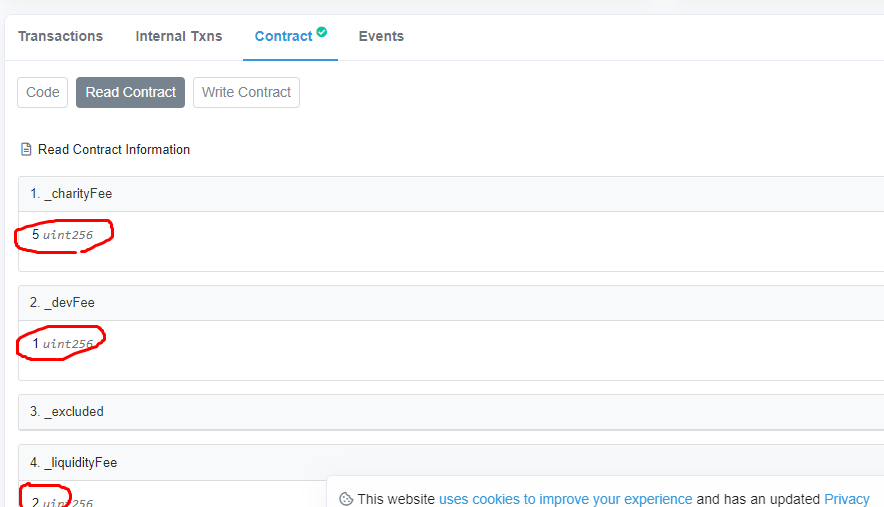 Transactions Internal Txns Contract Events
Code Read Contract Write Contract
Read Contract Information
1. _charityFee
5 uint256
2. _devFee
1 uint256
3. _excluded
4. _liquidityFee
2 uint256
This website uses cookies to improve your experience and has an updated Privacy